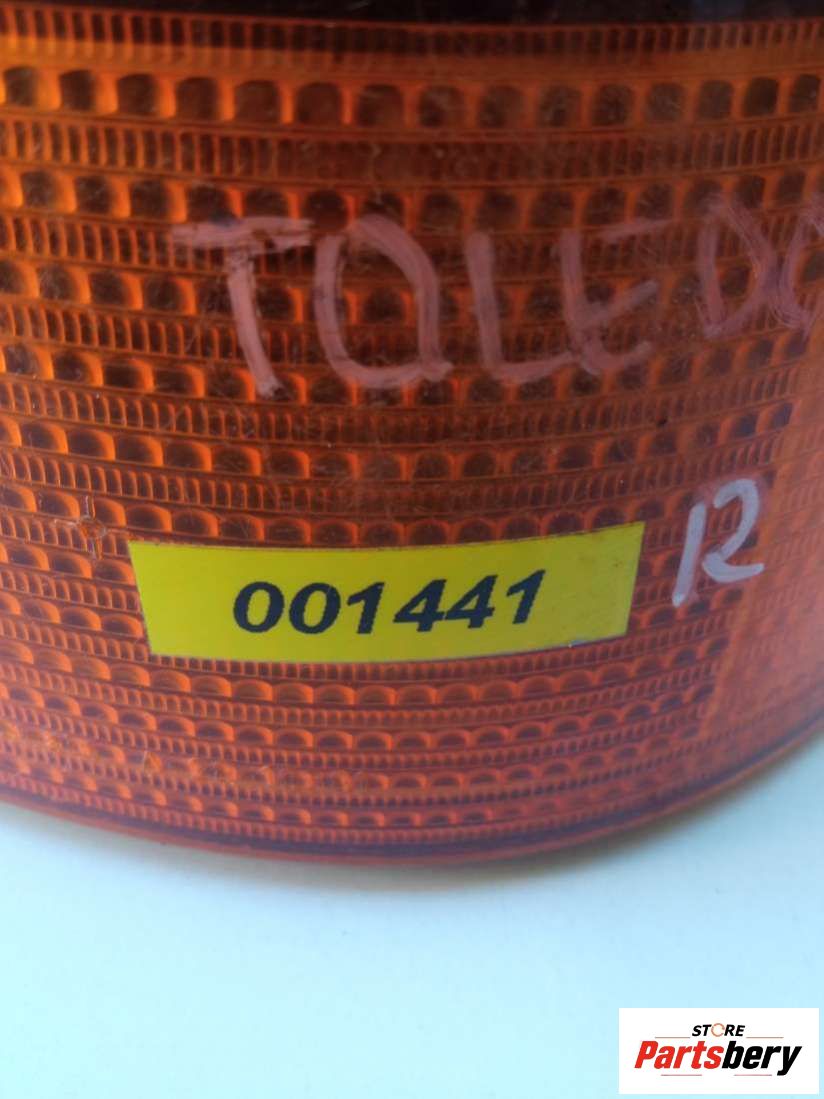 TOLEDO
R
001441
STORE
Partsbery